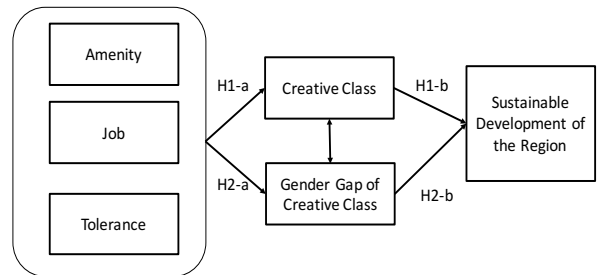 Amenity
Job
Tolerance
H1-a
H2-a
Creative Class
Gender Gap of
Creative Class
H1-b
H2-b
Sustainable
Development of
the Region